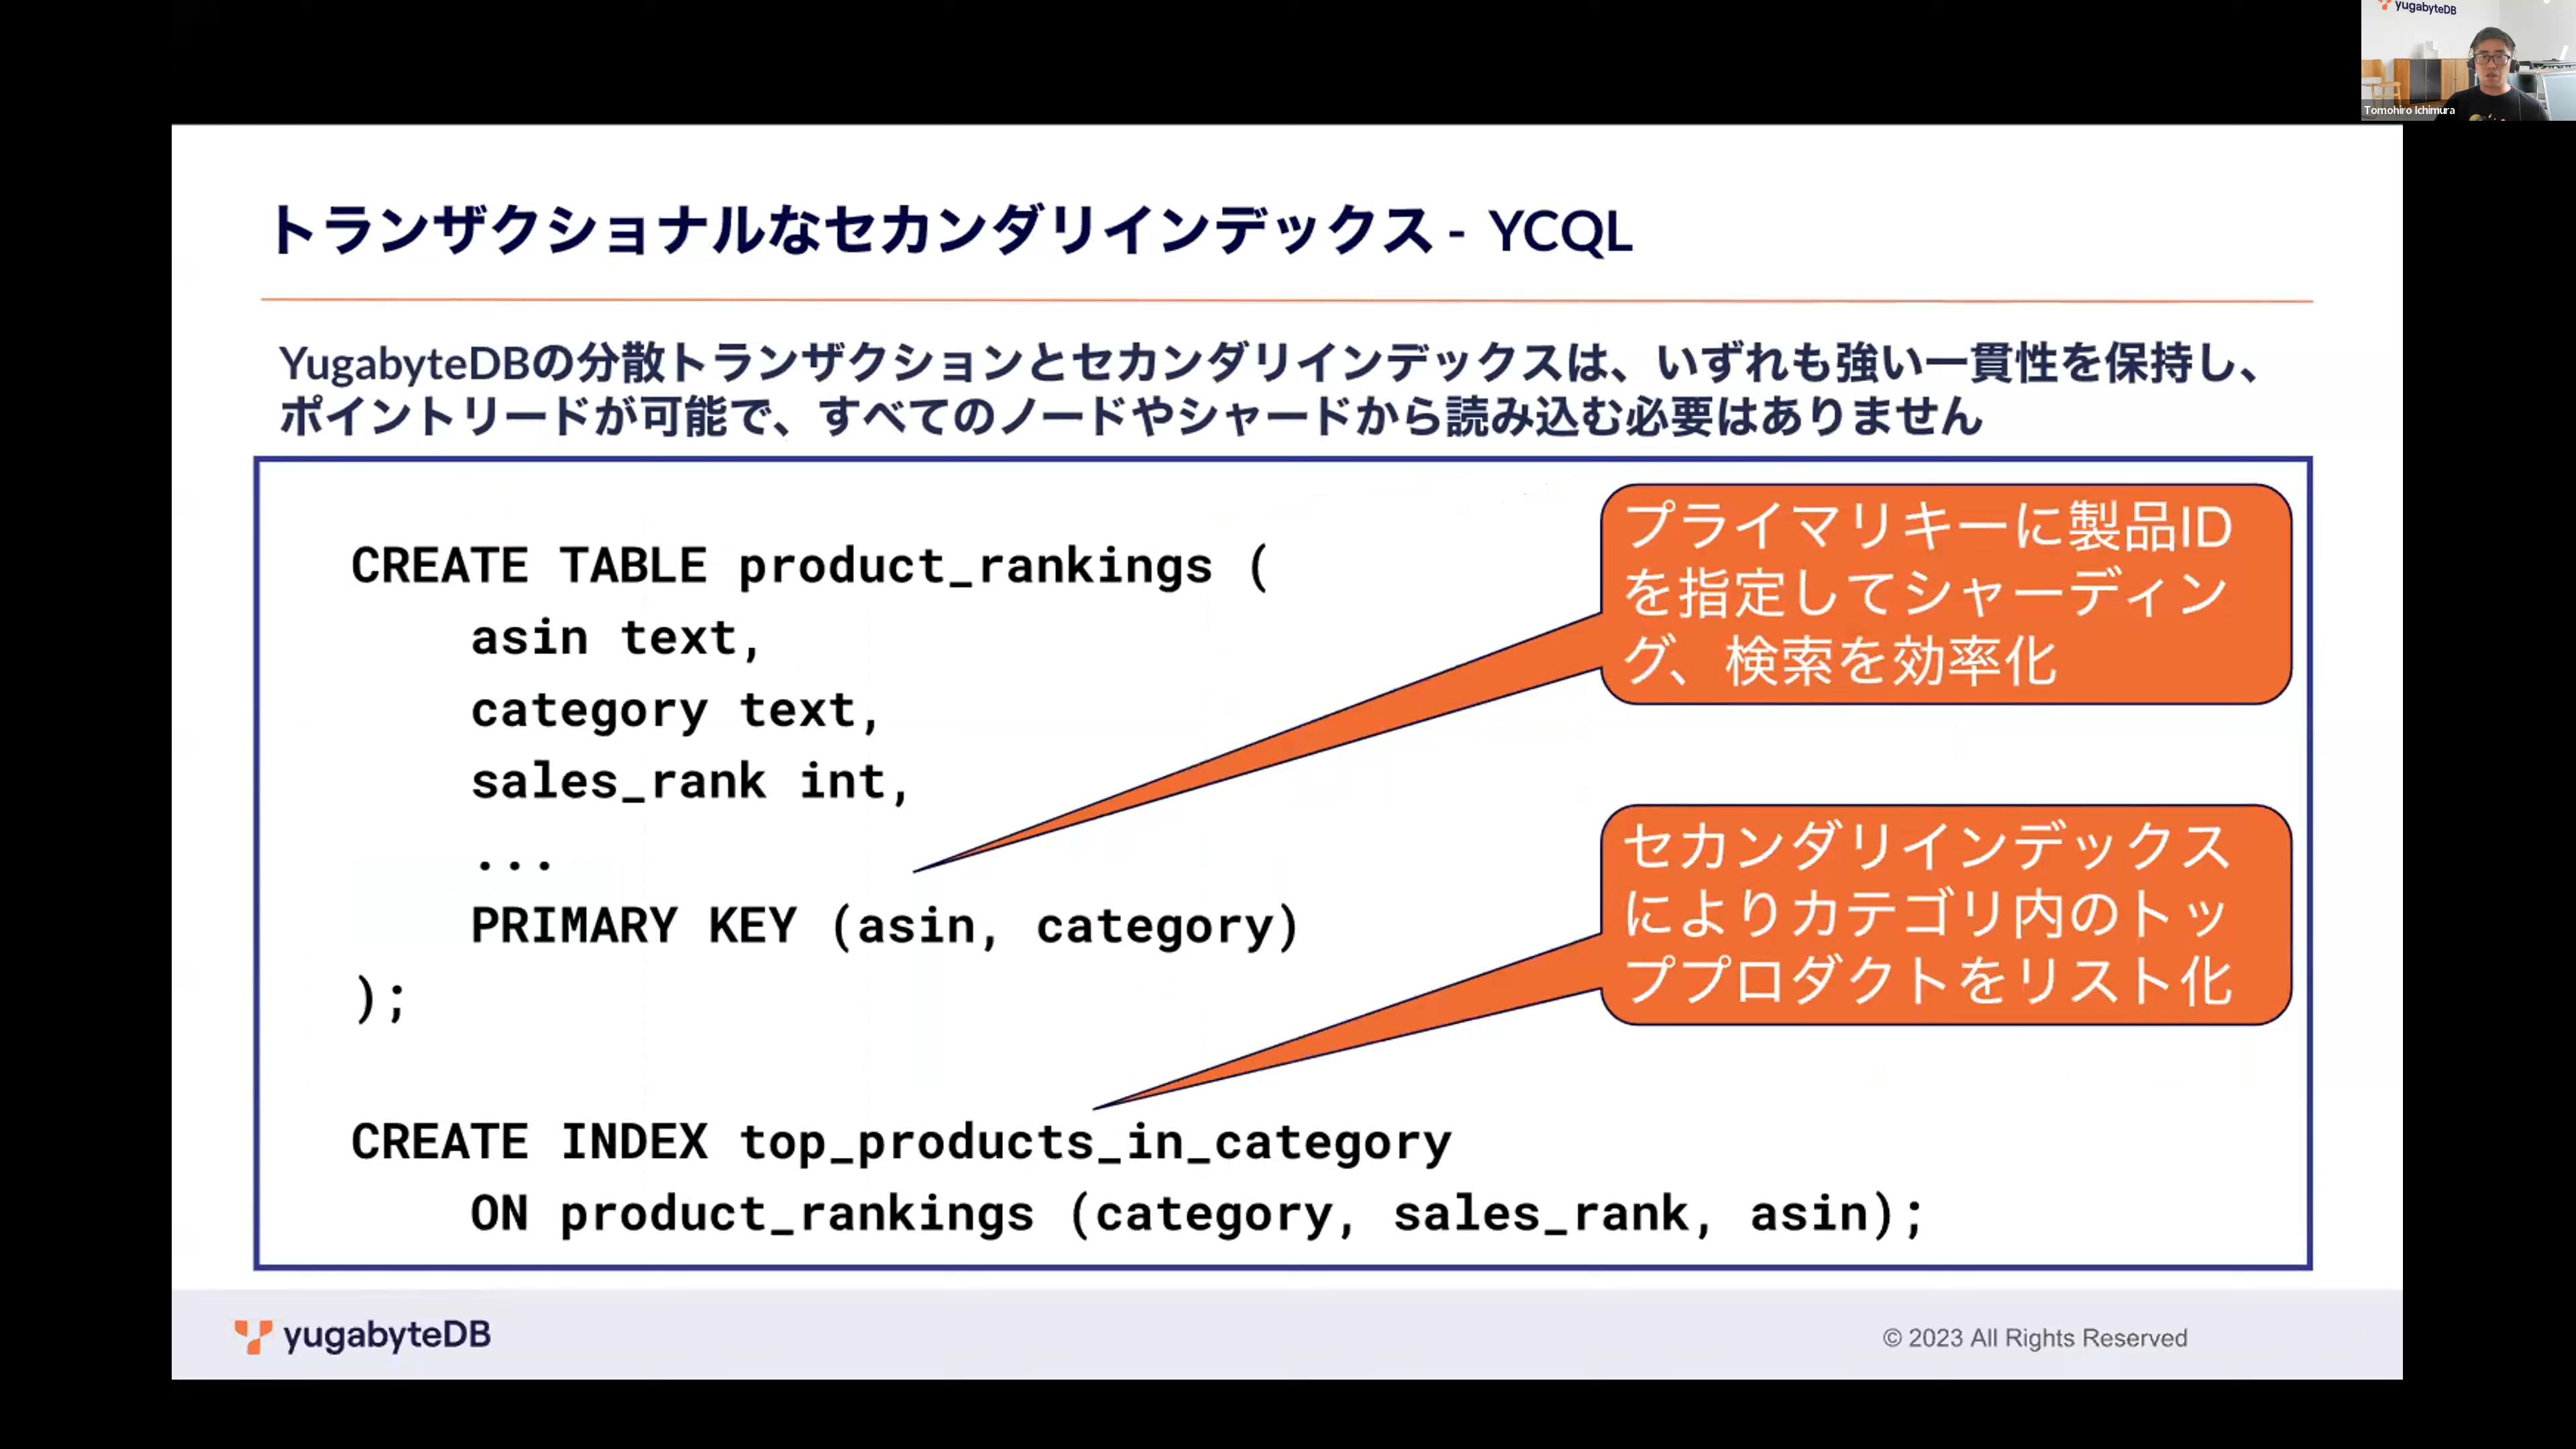 yugabyteDB
Tomohiro Ichimura
トランザクショナルなセカンダリインデックス - YCQL
YugabyteDBの分散トランザクションとセカンダリインデックスは、いずれも強い一貫性を保持し、
ポイントリードが可能で、すべてのノードやシャードから読み込む必要はありません
CREATE TABLE product_rankings (
asin text,
category text,
sales_rank int,
...
PRIMARY KEY (asin, category)
);
プライマリキーに製品ID
を指定してシャーディン
グ、検索を効率化
セカンダリインデックス
によりカテゴリ内のトッ
ププロダクトをリスト化
CREATE INDEX top_products_in_category
ON product_rankings (category, sales_rank, asin);
yugabyteDB
© 2023 All Rights Reserved